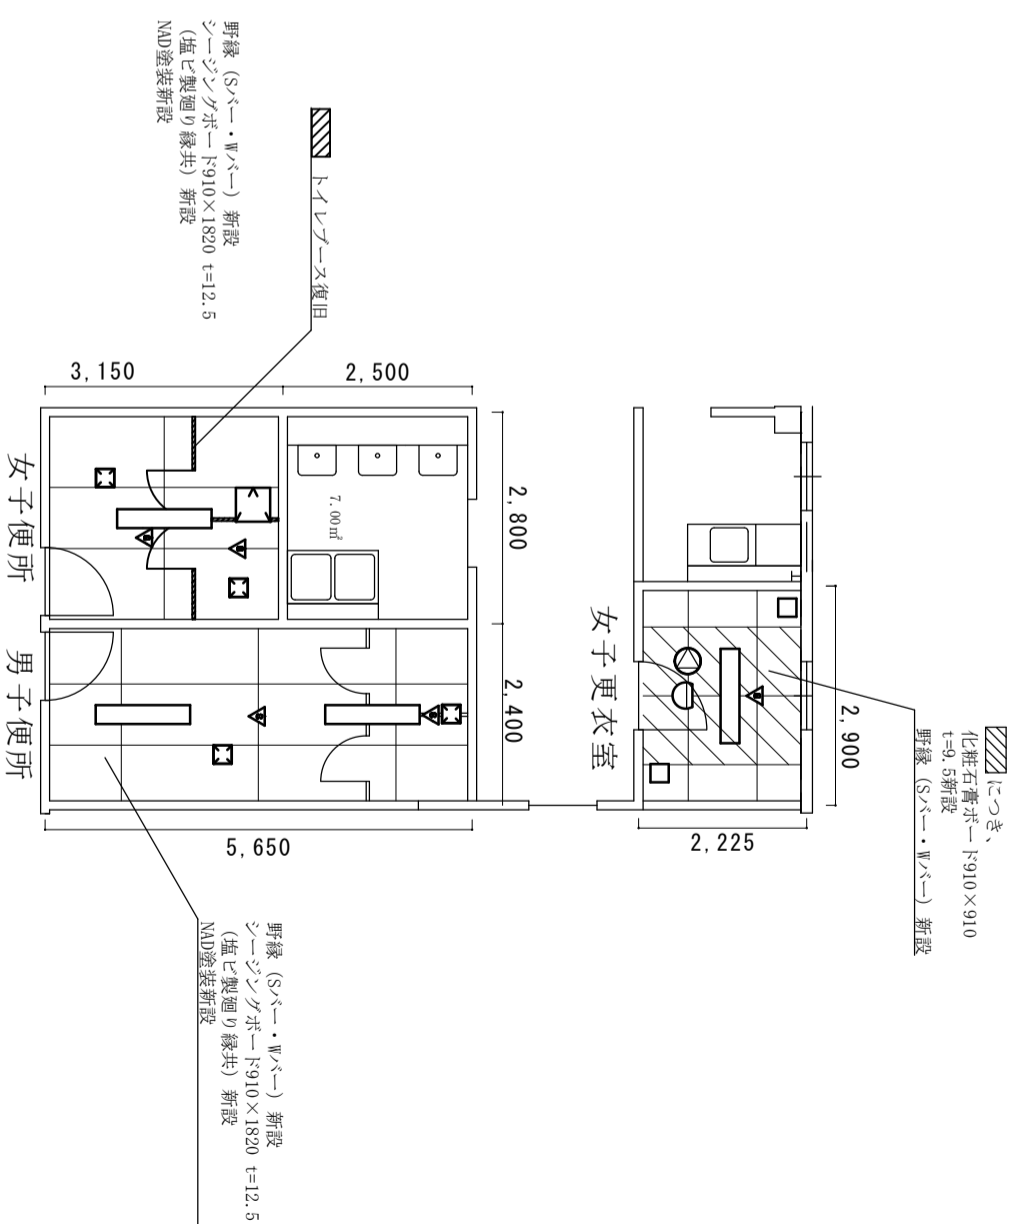 につき、
化粧石膏ボード910×910
t=9.5新設
野縁（Sバー・Wバー）新設
2,900
2,225
女子更衣室
2,800
2,400
7.00㎡
2,500
3,150
5,650
トイレブース復旧
野縁（Sバー・Wバー）新設
シージングボード910×1820 t=12.5
（塩ビ製廻り縁共）新設
NAD塗装新設
女子便所
男子便所
野縁（Sバー・Wバー）新設
シージングボード910×1820 t=12.5
（塩ビ製廻り縁共）新設
NAD塗装新設